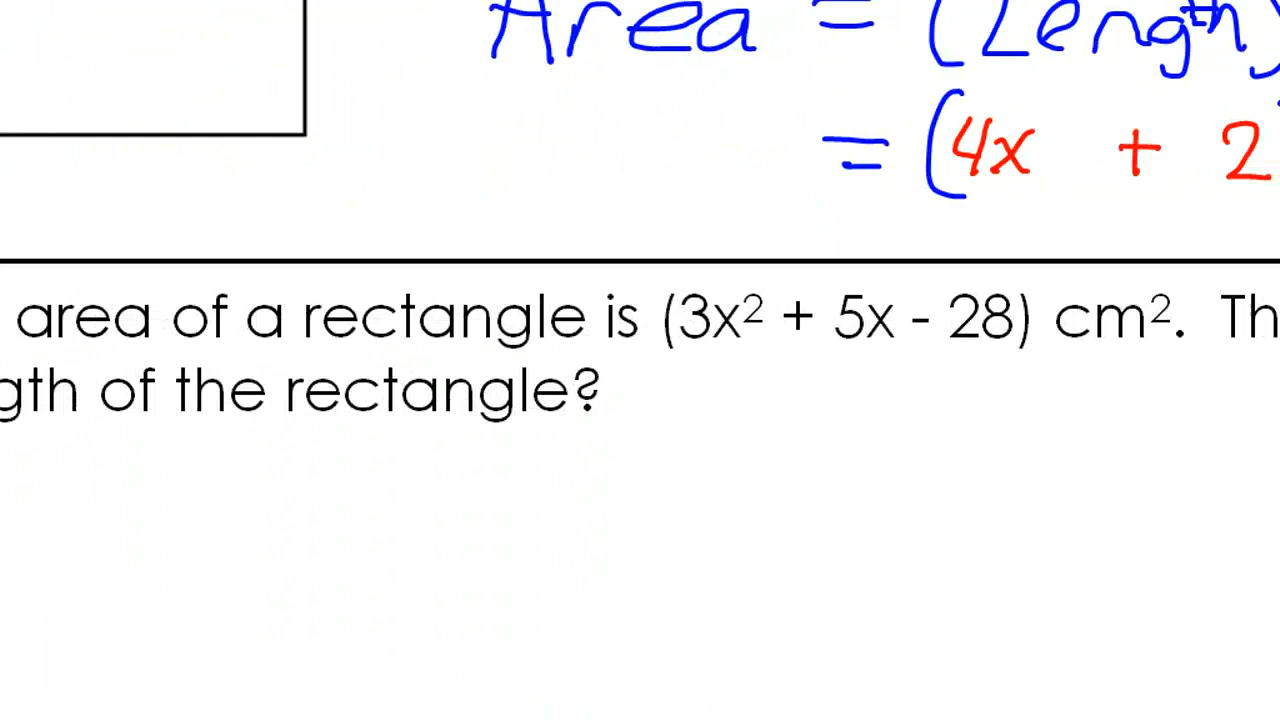 Area = (Length)
= (4x + 2
area of a rectangle is (3x² + 5x - 28) cm². Th
gth of the rectangle?